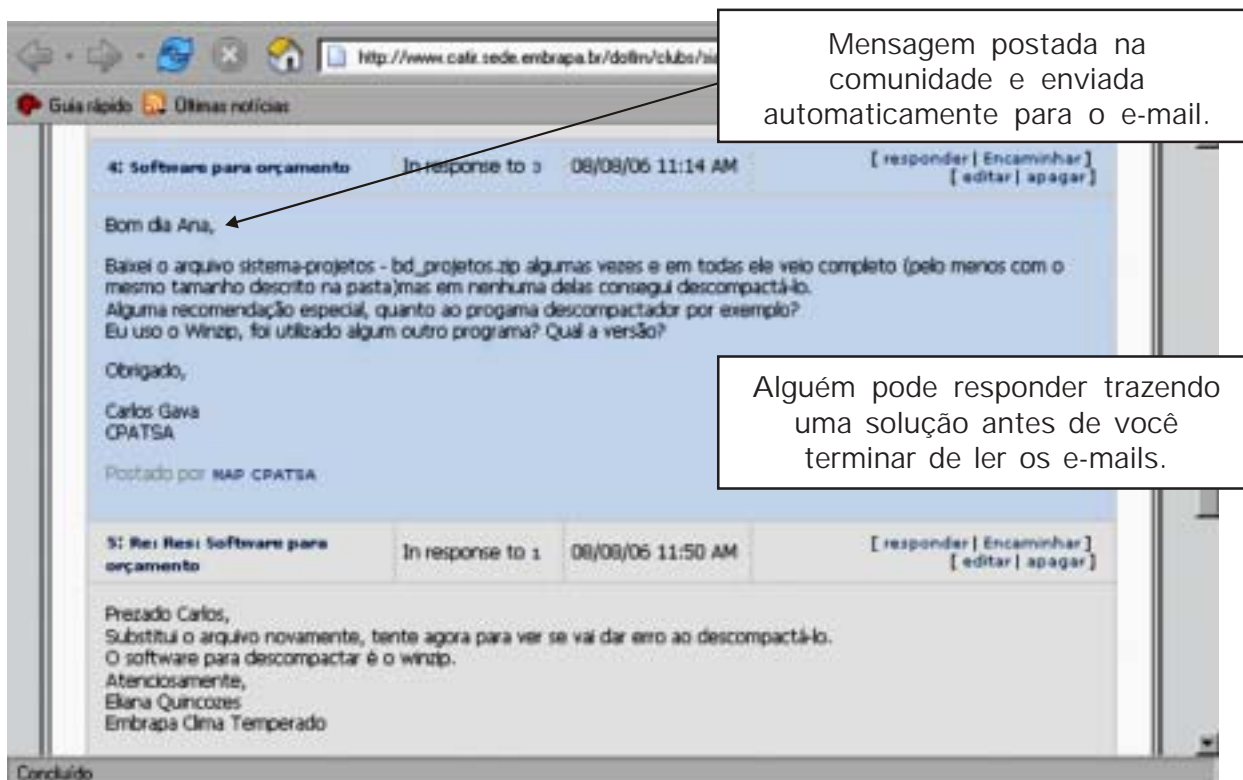 Mensagem postada na
comunidade e enviada
automaticamente para o e-mail.
http://www.catir.sede.embrapa.br/dotlrn/clubs/
Guia rápido Últimas notícias
4: Software para orçamento In response to 3 08/08/06 11:14 AM [ responder | Encaminhar ]
[ editar | apagar ]
Bom dia Ana,
Baixei o arquivo sistema-projetos - bd_projetos.zip algumas vezes e em todas ele veio completo (pelo menos com o
mesmo tamanho descrito na pasta)mas em nenhuma delas consegui descompactá-lo.
Alguma recomendação especial, quanto ao progama descompactador por exemplo?
Eu uso o Winzip, foi utilizado algum outro programa? Qual a versão?
Obrigado,
Carlos Gava
CPATSA
Postado por NAP CPATSA
Alguém pode responder trazendo
uma solução antes de você
terminar de ler os e-mails.
5: Re: Res: Software para
orçamento In response to 1 08/08/06 11:50 AM [ responder | Encaminhar ]
[ editar | apagar ]
Prezado Carlos,
Substitui o arquivo novamente, tente agora para ver se vai dar erro ao descompactá-lo.
O software para descompactar é o winzip.
Atenciosamente,
Eliana Quincozes
Embrapa Clima Temperado
Concluído